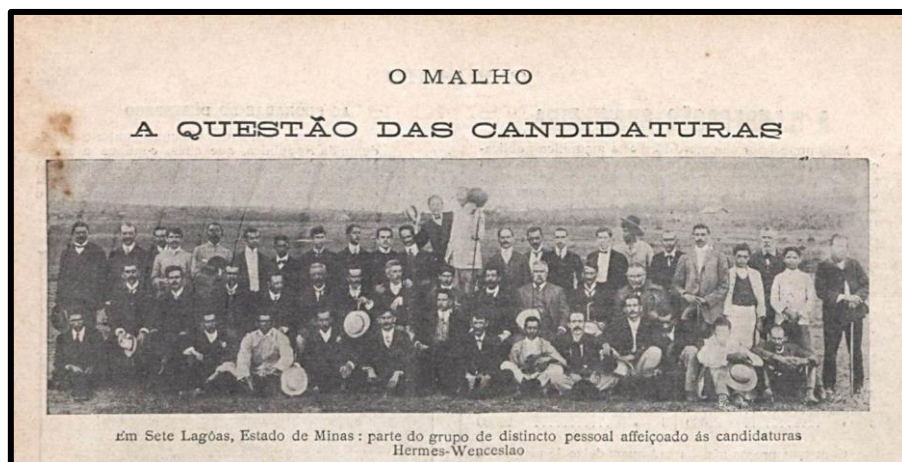 O MALHO
A QUESTÃO DAS CANDIDATURAS
Em Sete Lagôas, Estado de Minas : parte do grupo de distincto pessoal affeiçoado ás candidaturas
Hermes-Wenceslao